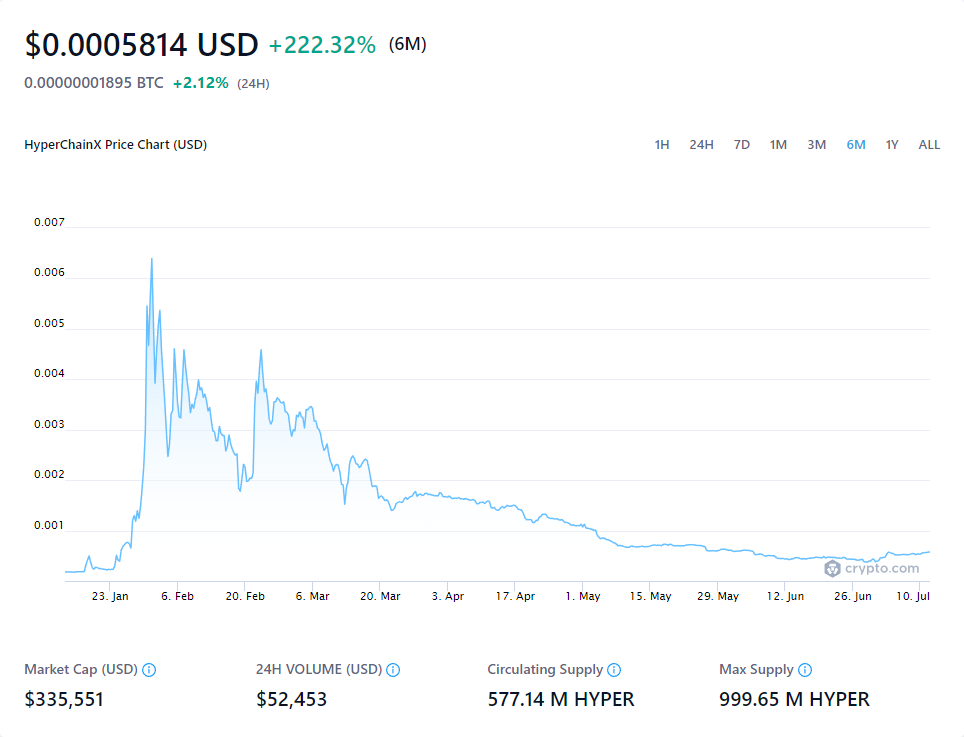 $0.0005814 USD +222.32% (6M)
0.00000001895 BTC +2.12% (24H)
HyperChainX Price Chart (USD) 1H 24H 7D 1M 3M 6M 1Y ALL
0.007
0.006
0.005
0.004
0.003
0.002
0.001
crypto.com
23. Jan 6. Feb 20. Feb 6. Mar 20. Mar 3. Apr 17. Apr 1. May 15. May 29. May 12. Jun 26. Jun 10. Jul
Market Cap (USD) 24H VOLUME (USD) Circulating Supply Max Supply
$335,551 $52,453 577.14 M HYPER 999.65 M HYPER